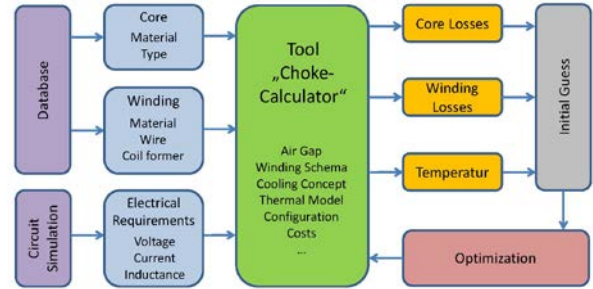 Database
Core
Material
Type
Winding
Material
Wire
Coil former
Circuit
Simulation
Electrical
Requirements
Voltage
Current
Inductance
Tool
„Choke-
Calculator“
Air Gap
Winding Schema
Cooling Concept
Thermal Model
Configuration
Costs
...
Core Losses
Winding
Losses
Temperatur
Initial Guess
Optimization